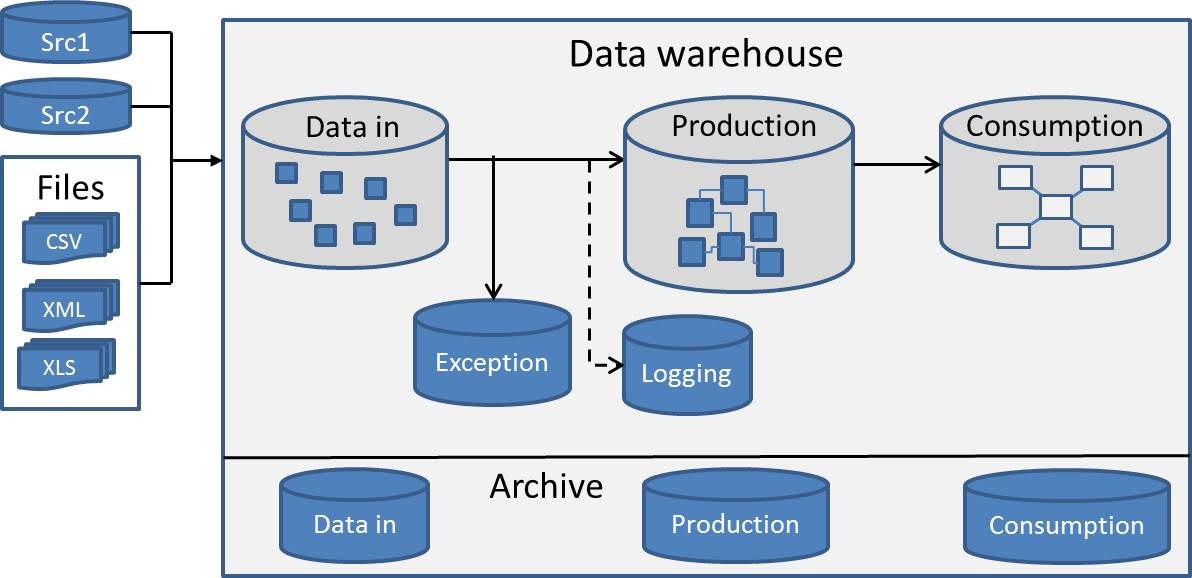 Src1
Src2
Files
CSV
XML
XLS
Data warehouse
Data in
Production
Consumption
Exception
Logging
Archive
Data in
Production
Consumption